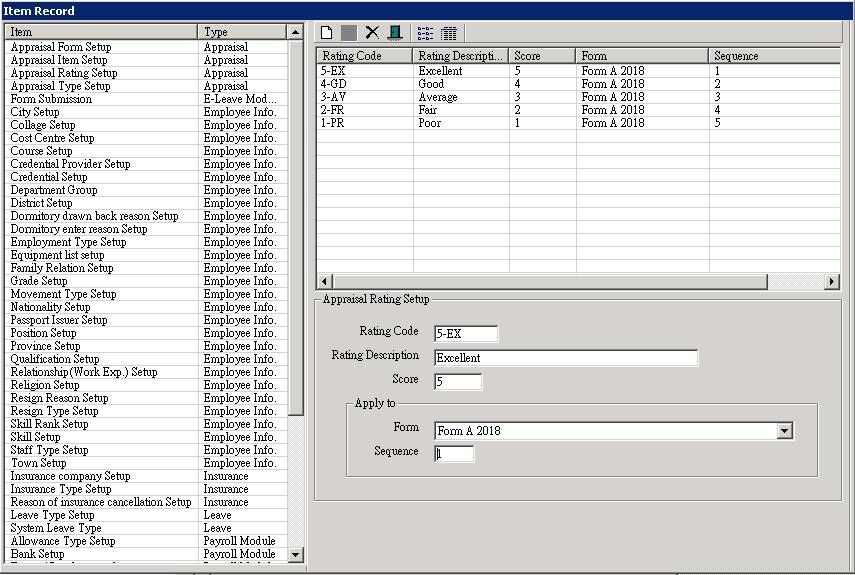 Item Record
Item Type
Appraisal Form Setup Appraisal
Appraisal Item Setup Appraisal
Appraisal Rating Setup Appraisal
Appraisal Type Setup Appraisal
Form Submission E-Leave Mod...
City Setup Employee Info.
Collage Setup Employee Info.
Cost Centre Setup Employee Info.
Course Setup Employee Info.
Credential Provider Setup Employee Info.
Credential Setup Employee Info.
Department Group Employee Info.
District Setup Employee Info.
Dormitory drawn back reason Setup Employee Info.
Dormitory enter reason Setup Employee Info.
Employment Type Setup Employee Info.
Equipment list setup Employee Info.
Family Relation Setup Employee Info.
Grade Setup Employee Info.
Movement Type Setup Employee Info.
Nationality Setup Employee Info.
Passport Issuer Setup Employee Info.
Position Setup Employee Info.
Province Setup Employee Info.
Qualification Setup Employee Info.
Relationship(Work Exp.) Setup Employee Info.
Religion Setup Employee Info.
Resign Reason Setup Employee Info.
Resign Type Setup Employee Info.
Skill Rank Setup Employee Info.
Skill Setup Employee Info.
Staff Type Setup Employee Info.
Town Setup Employee Info.
Insurance company Setup Insurance
Insurance Type Setup Insurance
Reason of insurance cancellation Setup Insurance
Leave Type Setup Leave
System Leave Type Leave
Allowance Type Setup Payroll Module
Bank Setup Payroll Module
Rating Code Rating Descripti... Score Form Sequence
5-EX Excellent 5 Form A 2018 1
4-GD Good 4 Form A 2018 2
3-AV Average 3 Form A 2018 3
2-FR Fair 2 Form A 2018 4
1-PR Poor 1 Form A 2018 5
Appraisal Rating Setup
Rating Code 5-EX
Rating Description Excellent
Score 5
Apply to
Form Form A 2018
Sequence 1